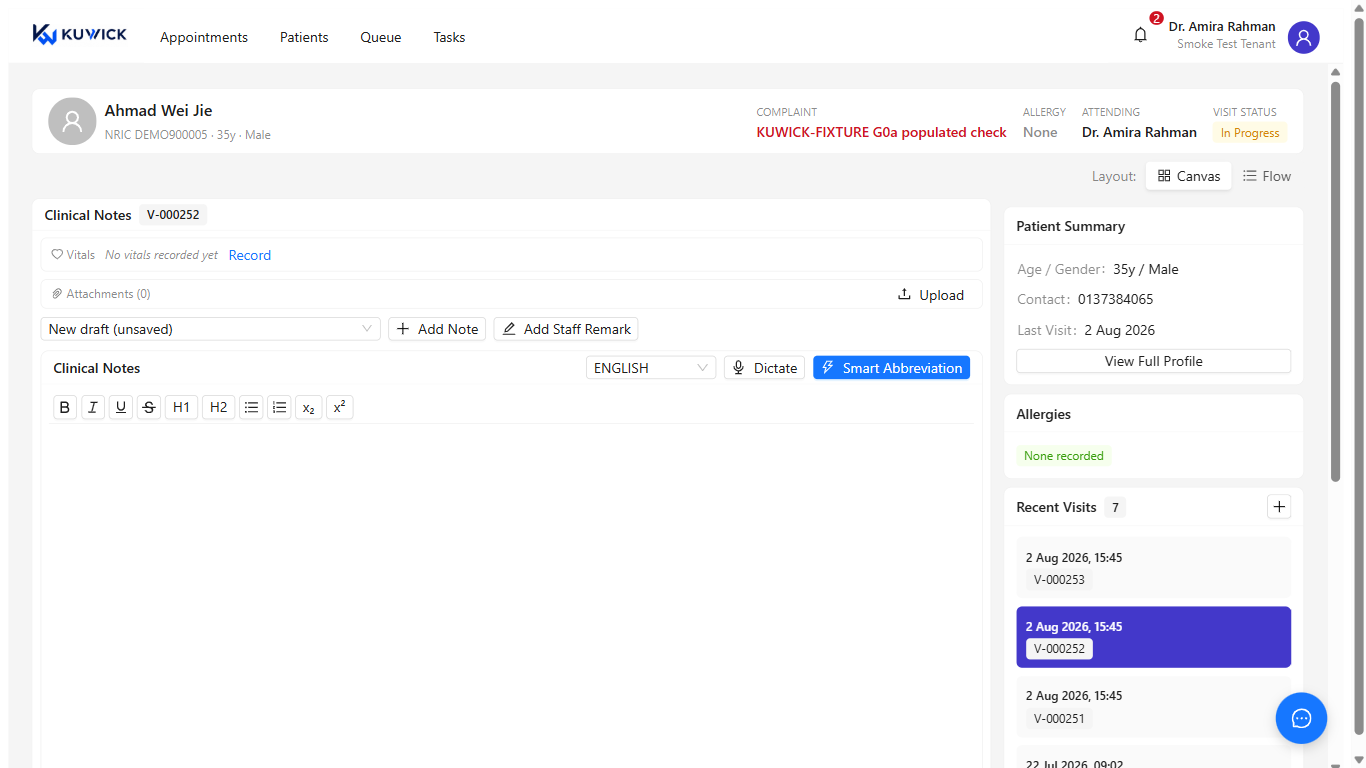 KUWICK
Appointments
Patients
Queue
Tasks
2
Dr. Amira Rahman
Smoke Test Tenant
Ahmad Wei Jie
NRIC DEMO900005 · 35y · Male
COMPLAINT
KUWICK-FIXTURE G0a populated check
ALLERGY
None
ATTENDING
Dr. Amira Rahman
VISIT STATUS
In Progress
Layout:
Canvas
Flow
Clinical Notes
V-000252
Vitals
No vitals recorded yet
Record
Attachments (0)
Upload
New draft (unsaved)
Add Note
Add Staff Remark
Clinical Notes
ENGLISH
Dictate
Smart Abbreviation
B
I
U
S
H1
H2
x₂
x²
Patient Summary
Age / Gender: 35y / Male
Contact: 0137384065
Last Visit: 2 Aug 2026
View Full Profile
Allergies
None recorded
Recent Visits
7
2 Aug 2026, 15:45
V-000253
2 Aug 2026, 15:45
V-000252
2 Aug 2026, 15:45
V-000251
22 Jul 2026, 09:02